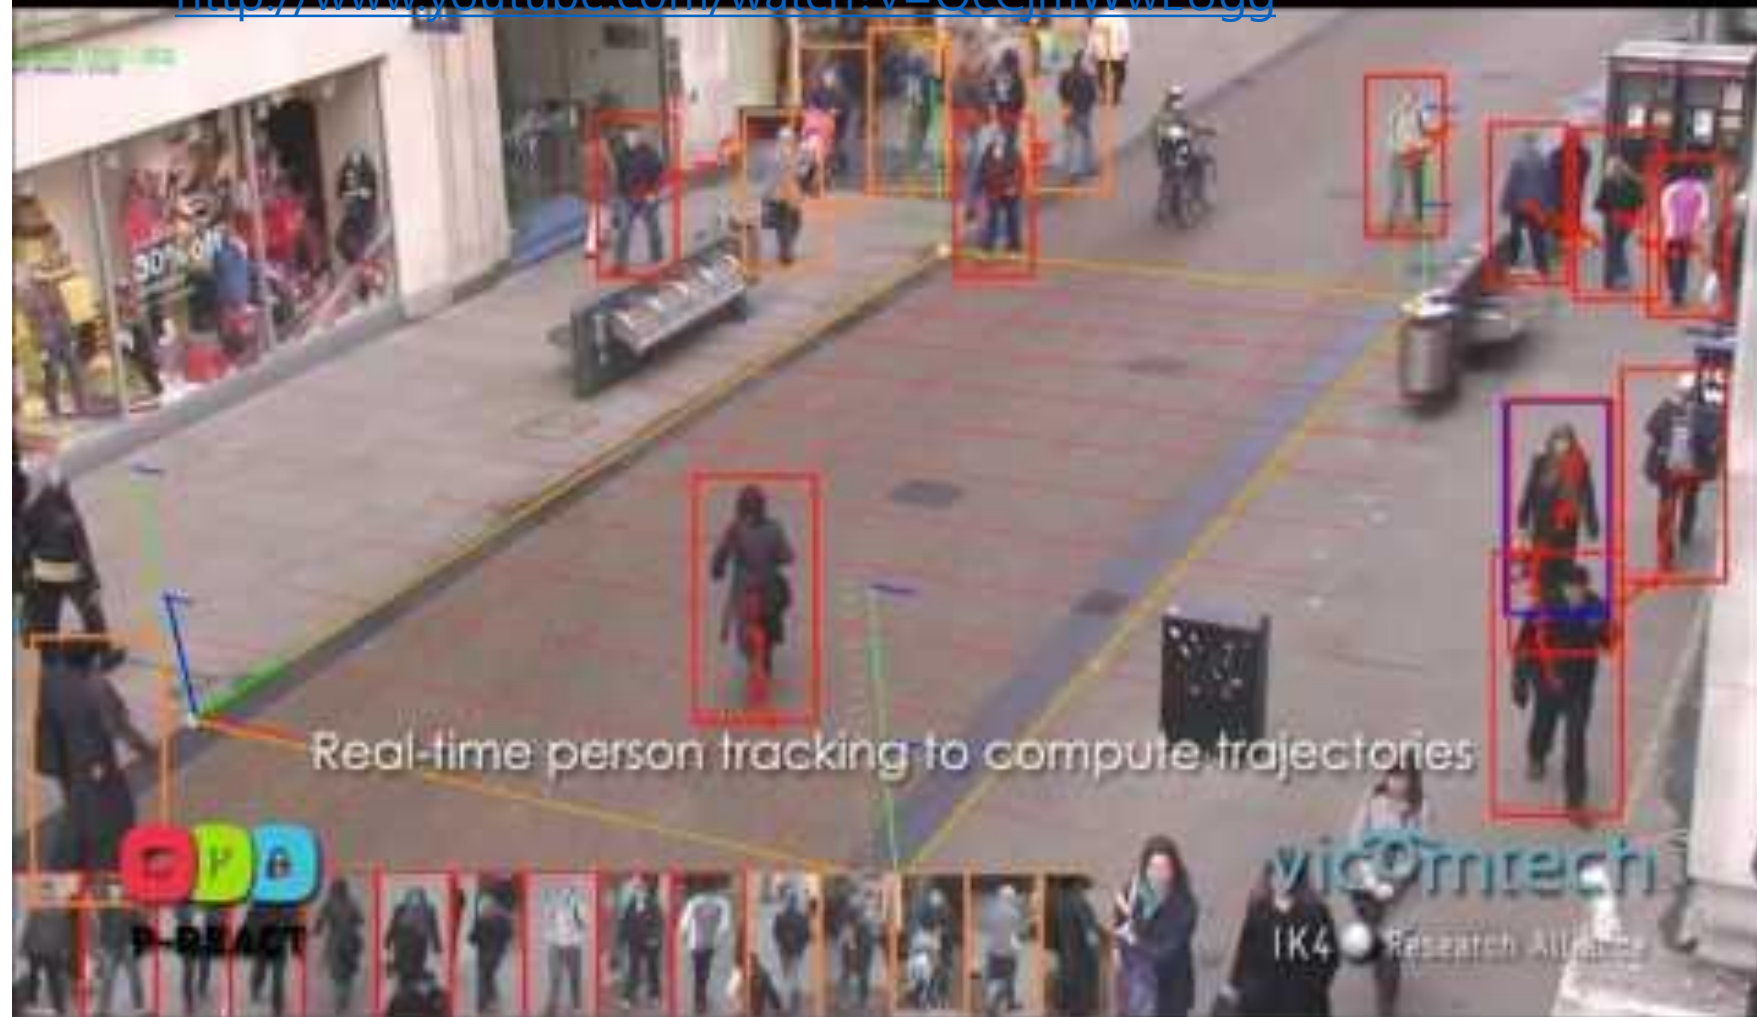 30% OFF
Real-time person tracking to compute trajectories
P-REACT
vicomtech
IK4 Research Alliance